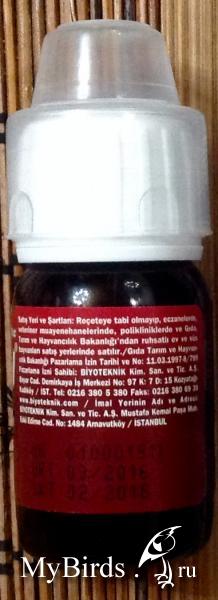 Satış Yeri ve Şartları: Reçeteye tabi olmayıp, eczanelerde,
veteriner muayenehanelerinde, polikliniklerde ve Gıda,
Tarım ve Hayvancılık Bakanlığı'ndan ruhsatlı ev ve süs
hayvanları satış yerlerinde satılır./Gıda Tarım ve Hayvan-
cılık Bakanlığı Pazarlama İzin Tarihi ve No: 11.03.1997-8/799
Pazarlama İzni Sahibi: BİYOTEKNİK Kim. San. ve Tic. A.Ş.
Cad. Demirkaya İş Merkezi No: 97 K: 7 D: 15 Kozyatağı
Kadıköy / İST. Tel: 0216 380 5 380 Faks: 0216 380 69
www.biyoteknik.com / İmal Yerinin Adı ve Adresi
BİYOTEKNİK Kim. San. ve Tic. A.Ş. Mustafa Kemal Paşa Mah.
Eski Edirne Cad. No: 1484 Arnavutköy / İSTANBUL
MyBirds.ru